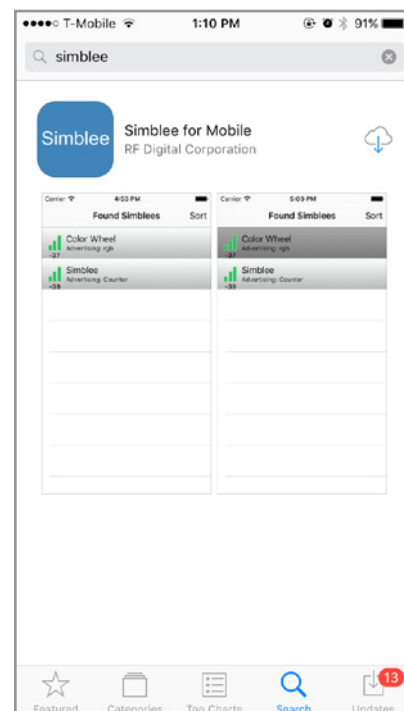 T-Mobile 1:10 PM 91%
simblee
Simblee
Simblee for Mobile
RF Digital Corporation
Carrier 4:53 PM
Found Simblees Sort
Color Wheel
Advertising: rgb
-37
Simblee
Advertising: Counter
-39
Carrier 5:09 PM
Found Simblees Sort
Color Wheel
Advertising: rgb
-37
Simblee
Advertising: Counter
Featured Categories Top Charts Search Updates
13